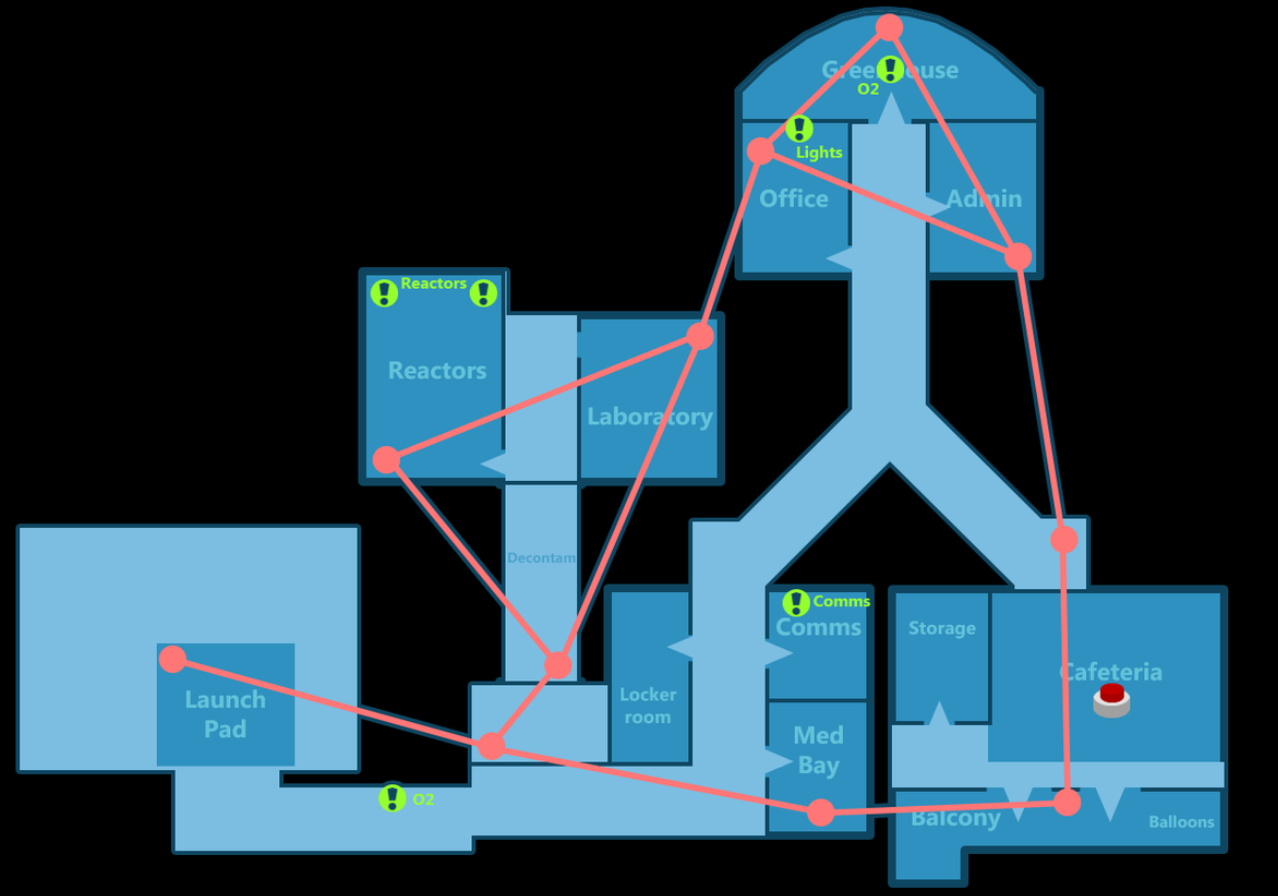 Greenhouse
O2
Lights
Office
Admin
Reactors
Reactors
Laboratory
Decontam
Comms
Comms
Storage
Cafeteria
Locker
room
Launch
Pad
Med
Bay
O2
Balcony
Balloons